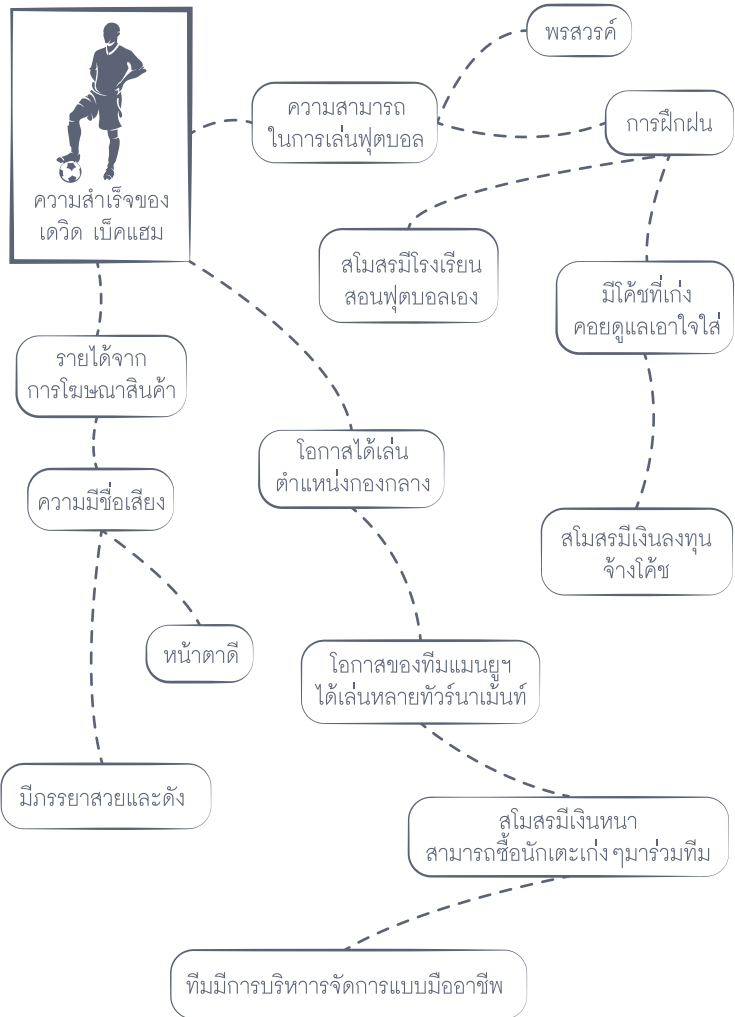 พรสวรค์
ความสามารถ
ในการเล่นฟุตบอล
การฝึกฝน
ความสำเร็จของ
เดวิด เบ็คแฮม
สโมสรมีโรงเรียน
สอนฟุตบอลเอง
มีโค้ชที่เก่ง
คอยดูแลเอาใจใส่
รายได้จาก
การโฆษณาสินค้า
โอกาสได้เล่น
ตำแหน่งกองกลาง
ความมีชื่อเสียง
สโมสรมีเงินลงทุน
จ้างโค้ช
หน้าตาดี
โอกาสของทีมแมนยูฯ
ได้เล่นหลายทัวร์นาเม้นท์
มีภรรยาสวยและดัง
สโมสรมีเงินหนา
สามารถซื้อนักเตะเก่ง ๆมาร่วมทีม
ทีมมีการบริหาารจัดการแบบมืออาชีพ